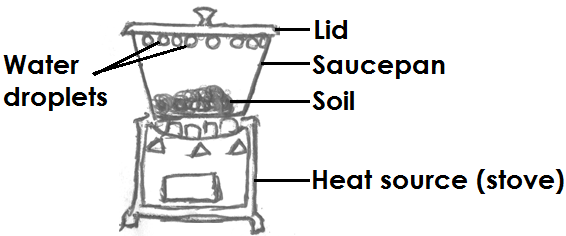 Lid
Water
droplets
Saucepan
Soil
Heat source (stove)